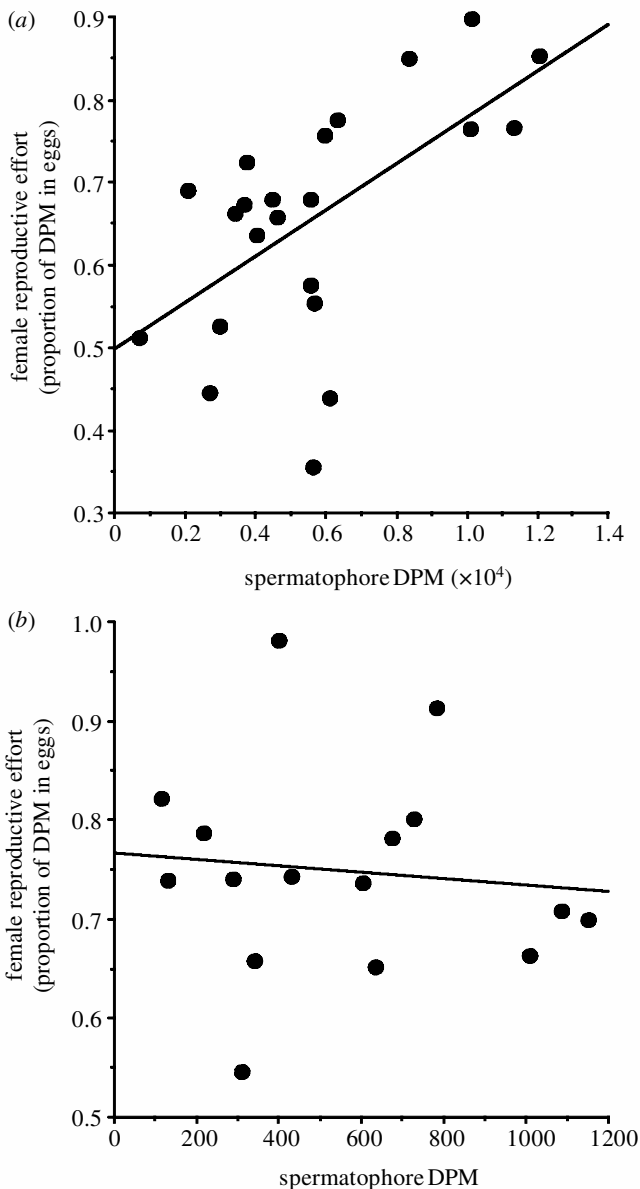 (a)
0.9
0.8
0.7
0.6
0.5
0.4
0.3
female reproductive effort
(proportion of DPM in eggs)
0 0.2 0.4 0.6 0.8 1.0 1.2 1.4
spermatophore DPM (×10⁴)
(b)
1.0
0.9
0.8
0.7
0.6
0.5
female reproductive effort
(proportion of DPM in eggs)
0 200 400 600 800 1000 1200
spermatophore DPM